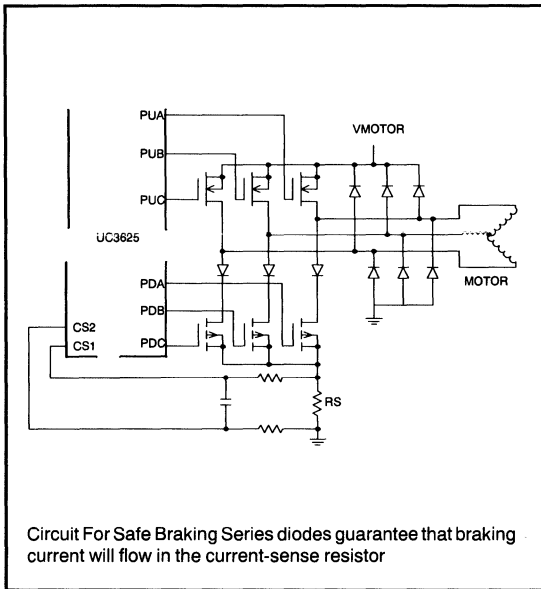 PUA
VMOTOR
PUB
PUC
UC3625
PDA
MOTOR
PDB
CS2
CS1
PDC
RS
Circuit For Safe Braking Series diodes guarantee that braking
current will flow in the current-sense resistor